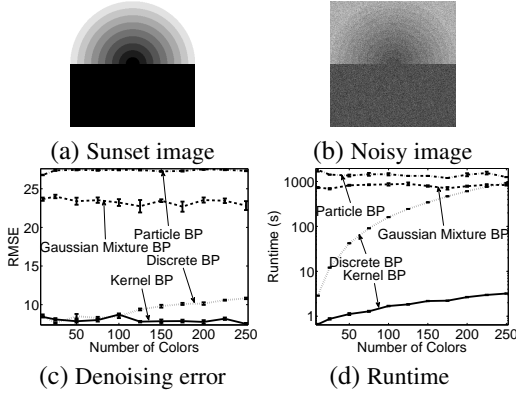 (a) Sunset image
(b) Noisy image
RMSE
25
20
15
10
Gaussian Mixture BP
Particle BP
Discrete BP
Kernel BP
0
50
100
150
200
250
Number of Colors
(c) Denoising error
Runtime (s)
1000
100
10
1
Particle BP
Gaussian Mixture BP
Discrete BP
Kernel BP
50
100
150
200
250
Number of Colors
(d) Runtime